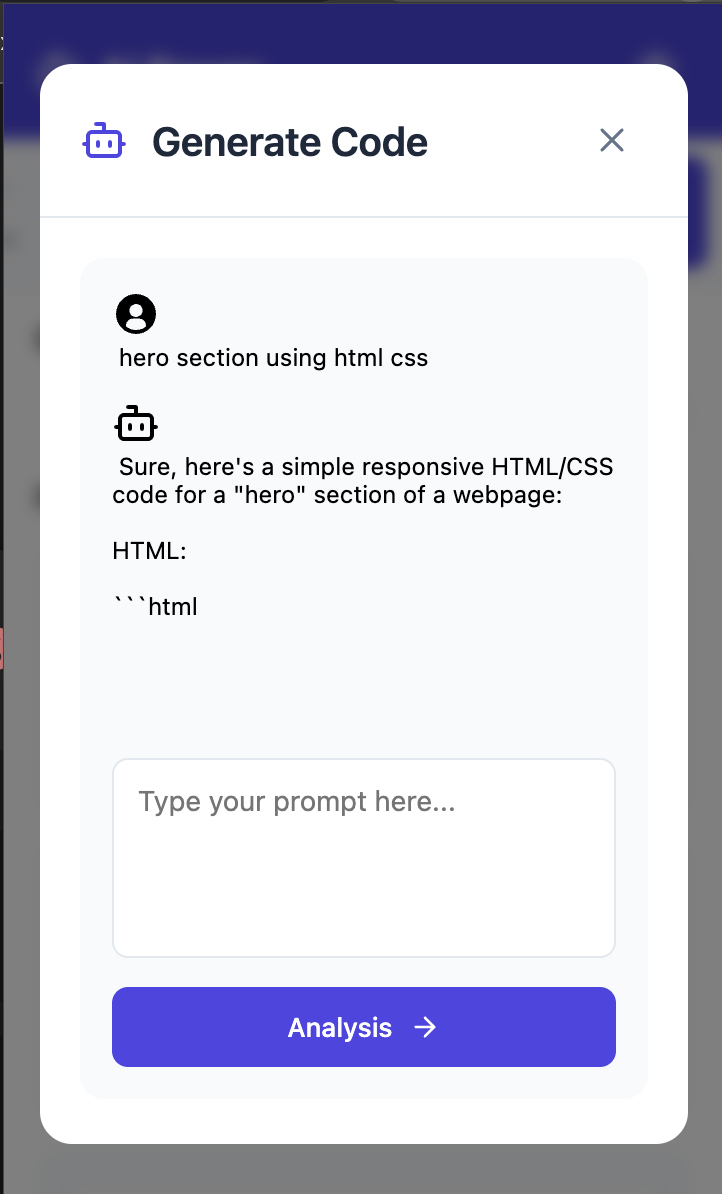 Generate Code
hero section using html css
Sure, here's a simple responsive HTML/CSS
code for a "hero" section of a webpage:
HTML:
```html
Type your prompt here...
Analysis →